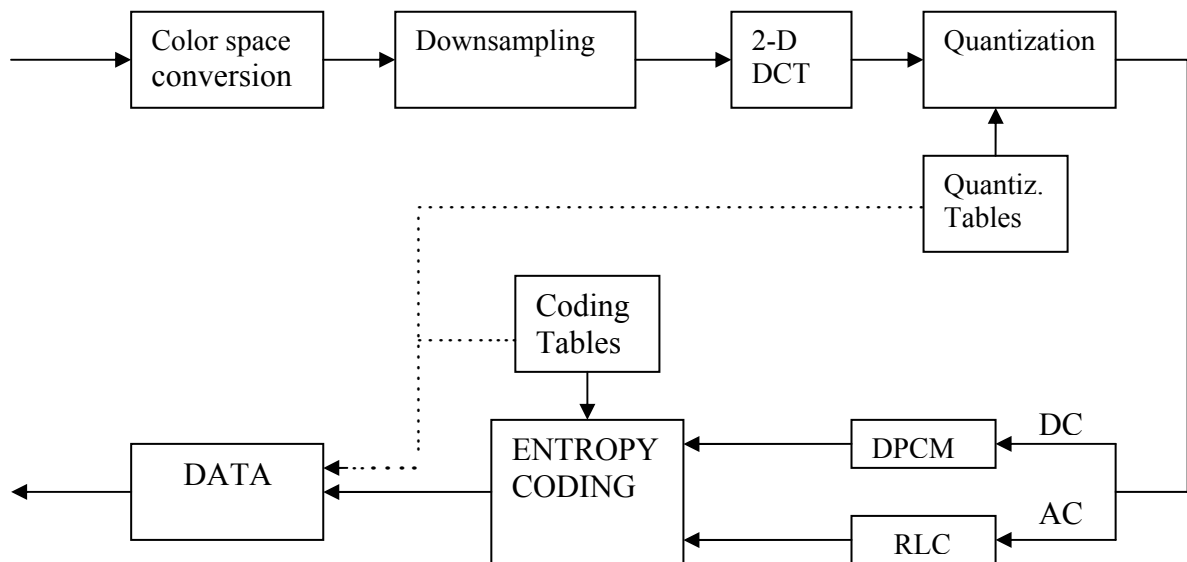 Color space
conversion
Downsampling
2-D
DCT
Quantization
Quantiz.
Tables
Coding
Tables
DATA
ENTROPY
CODING
DPCM
DC
RLC
AC